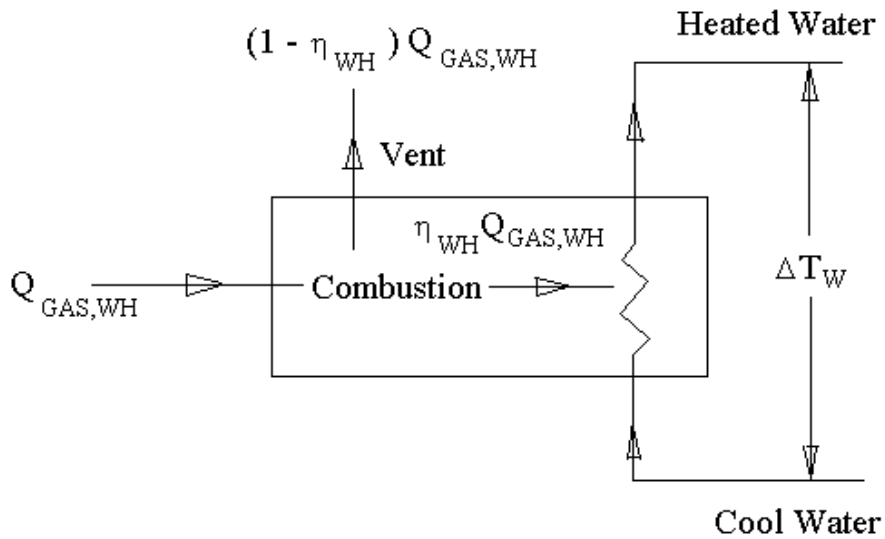 Heated Water
(1 - η WH ) Q GAS,WH
Vent
η WH Q GAS,WH
Q GAS,WH
Combustion
ΔT W
Cool Water